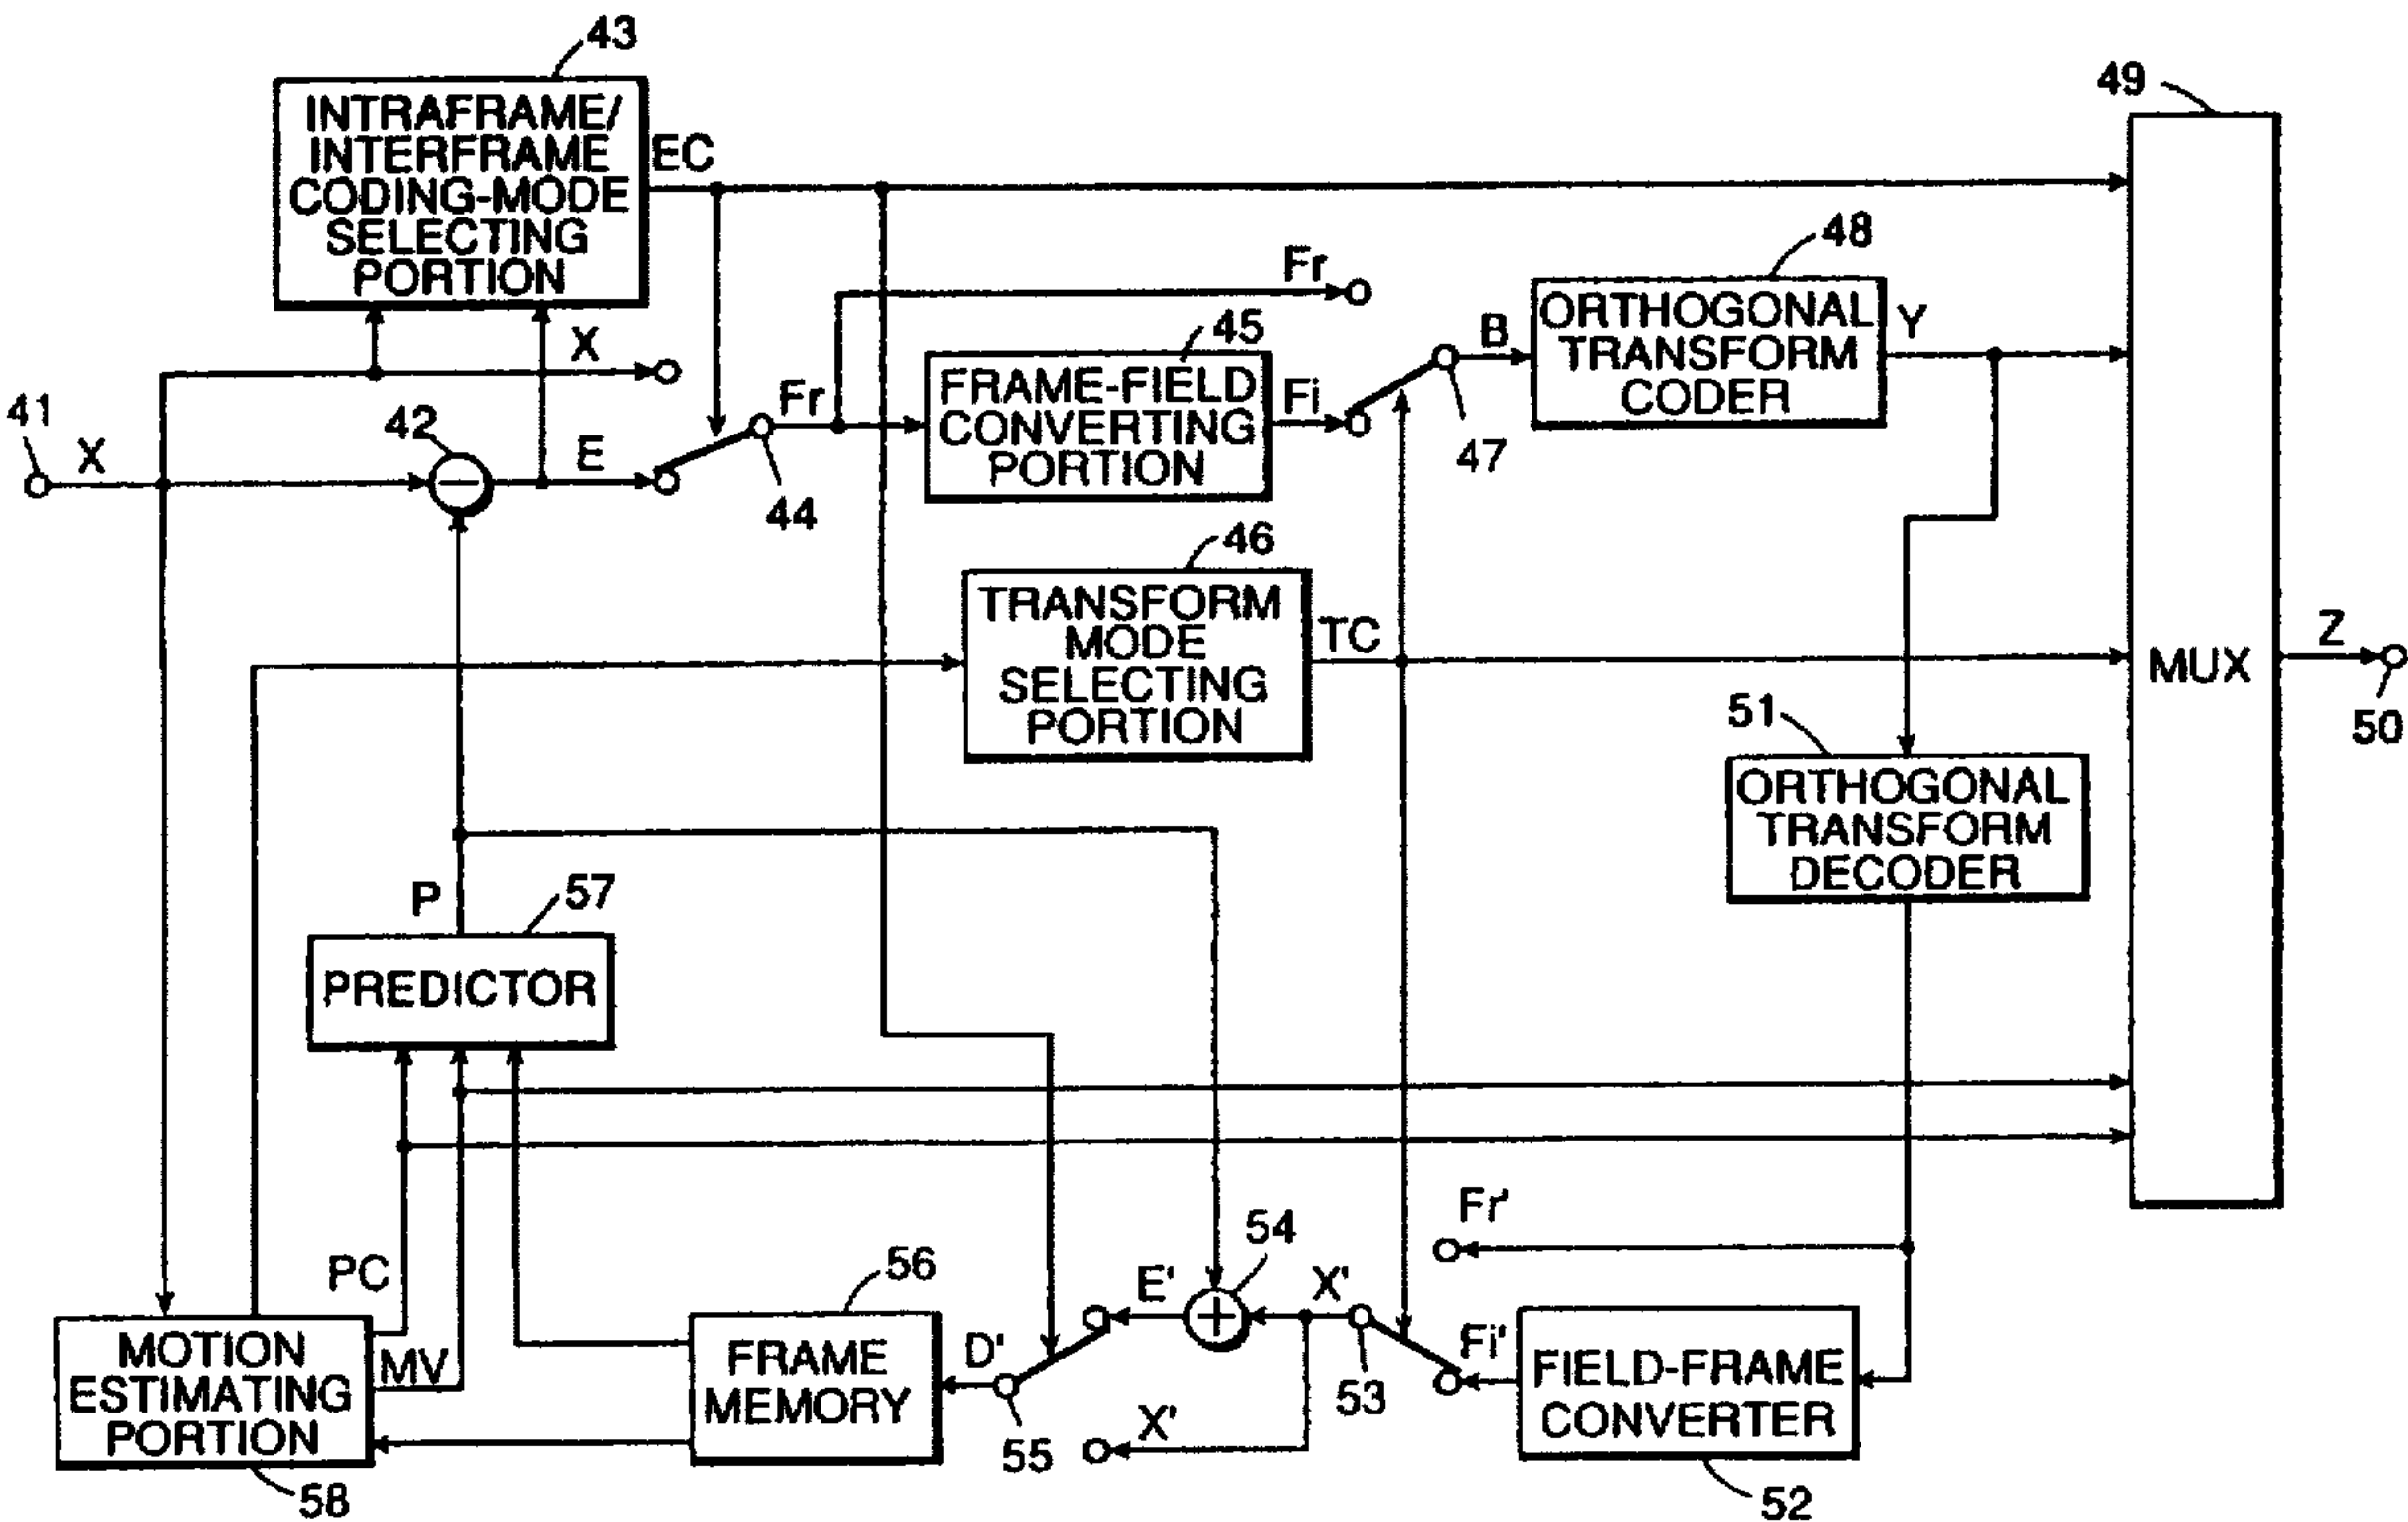 43
INTRAFRAME/
INTERFRAME
CODING-MODE
SELECTING
PORTION
EC
49
48
Fr
ORTHOGONAL
TRANSFORM
CODER
Y
X
45
B
FRAME-FIELD
CONVERTING
PORTION
Fr
Fi
47
41
X
42
E
44
46
TRANSFORM
MODE
SELECTING
PORTION
TC
MUX
Z
50
51
ORTHOGONAL
TRANSFORM
DECODER
P
57
PREDICTOR
Fr'
54
PC
56
E'
X'
MOTION
ESTIMATING
PORTION
MV
FRAME
MEMORY
D'
Fi'
FIELD-FRAME
CONVERTER
53
X'
55
58
52